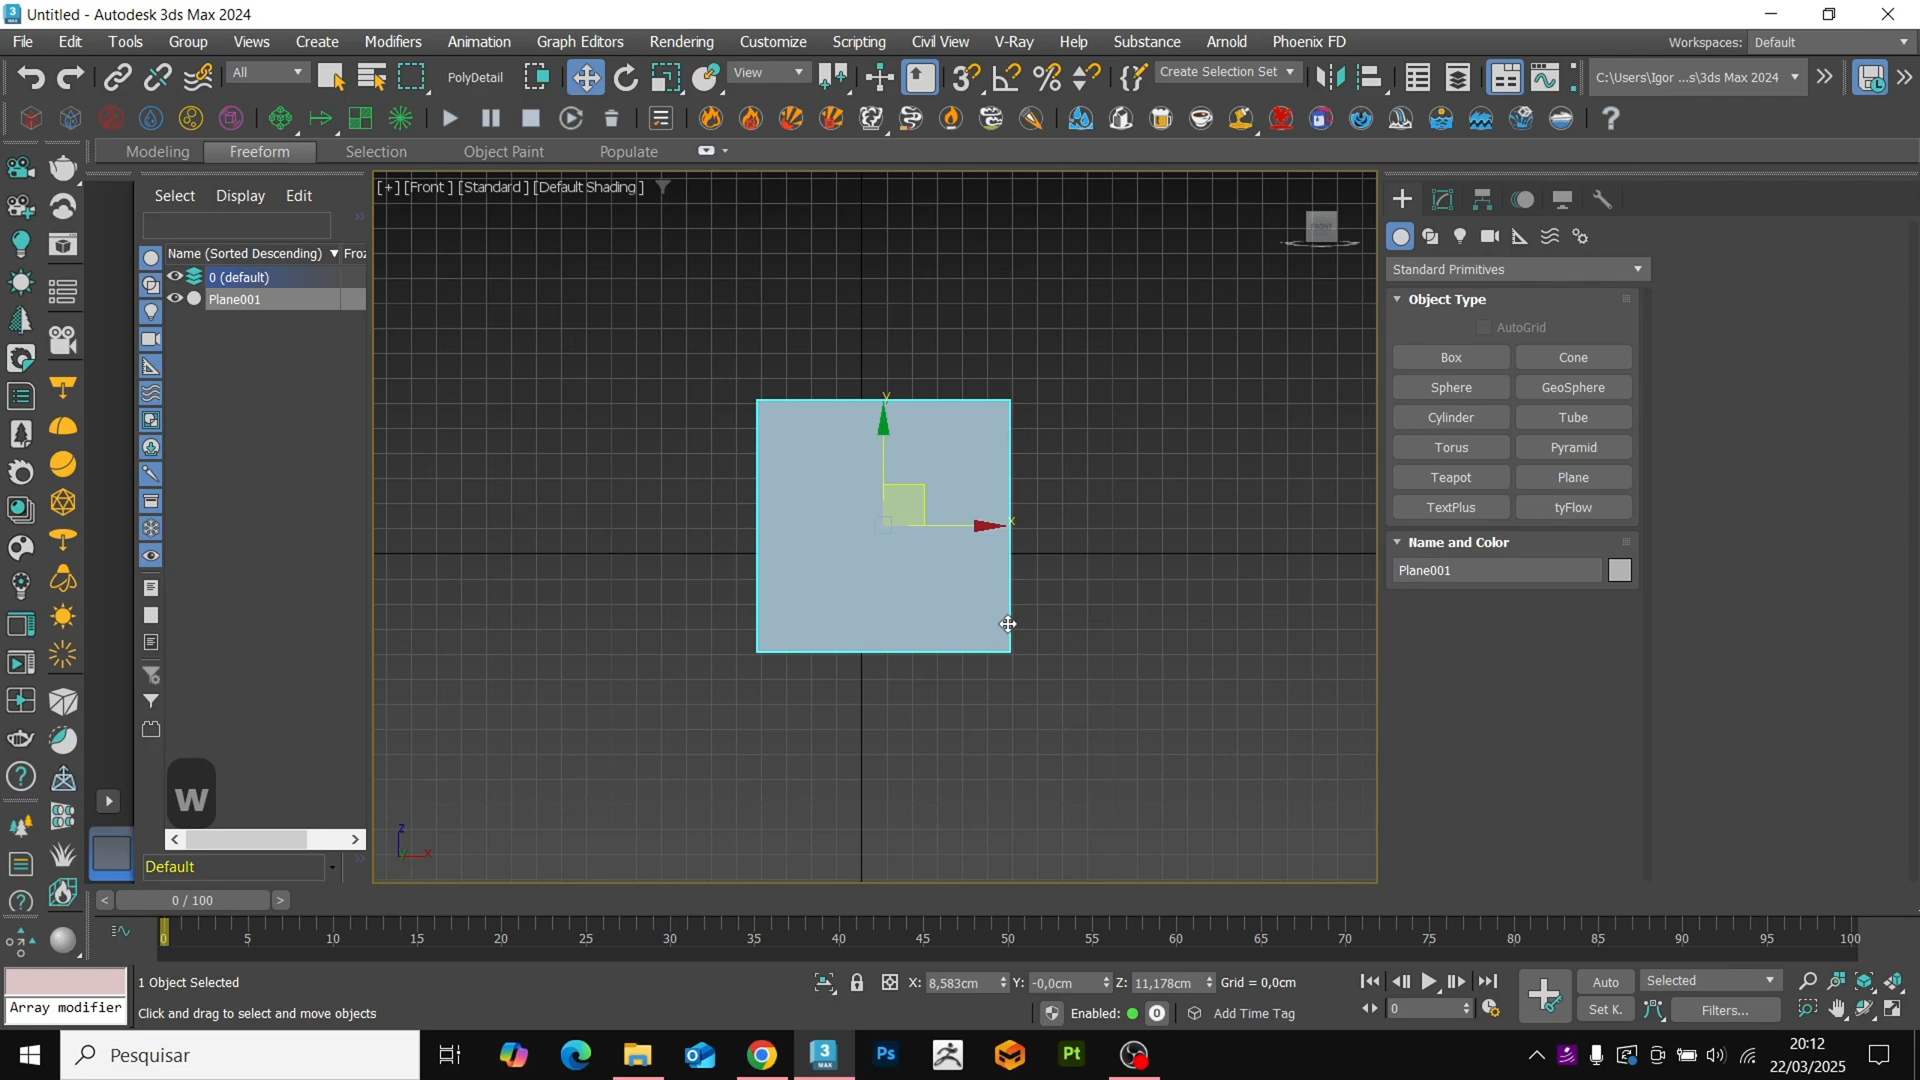 Untitled - Autodesk 3ds Max 2024
File Edit Tools Group Views Create Modifiers Animation Graph Editors Rendering Customize Scripting Civil View V-Ray Help Substance Arnold Phoenix FD Workspaces: Default
All PolyDetail View Create Selection Set C:\Users\Igor ...s\3ds Max 2024
Modeling Freeform Selection Object Paint Populate
Select Display Edit
[+] [Front ] [Standard ] [Default Shading ]
FRONT
Name (Sorted Descending) Froz
0 (default)
Plane001
Standard Primitives
Object Type
AutoGrid
Box Cone
Sphere GeoSphere
Cylinder Tube
Torus Pyramid
Teapot Plane
TextPlus tyFlow
Name and Color
Plane001
y
x
w
z
y x
Default
0 / 100
0 5 10 15 20 25 30 35 40 45 50 55 60 65 70 75 80 85 90 95 100
1 Object Selected
X: 8,583cm Y: -0,0cm Z: 11,178cm Grid = 0,0cm
Auto Selected
Array modifier
Click and drag to select and move objects
Enabled: 0 Add Time Tag
0
Set K. Filters...
Pesquisar
3 MAX
Ps
Pt
20:12
22/03/2025